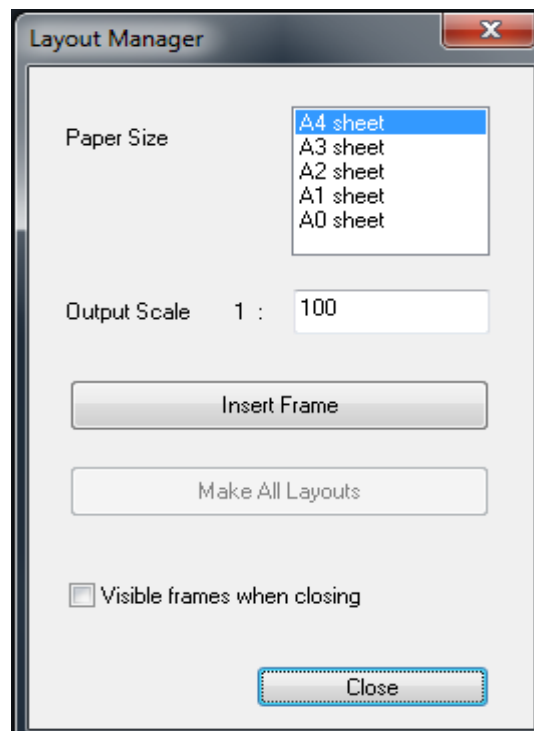 Layout Manager
Paper Size
A4 sheet
A3 sheet
A2 sheet
A1 sheet
A0 sheet
Output Scale 1 : 100
Insert Frame
Make All Layouts
Visible frames when closing
Close